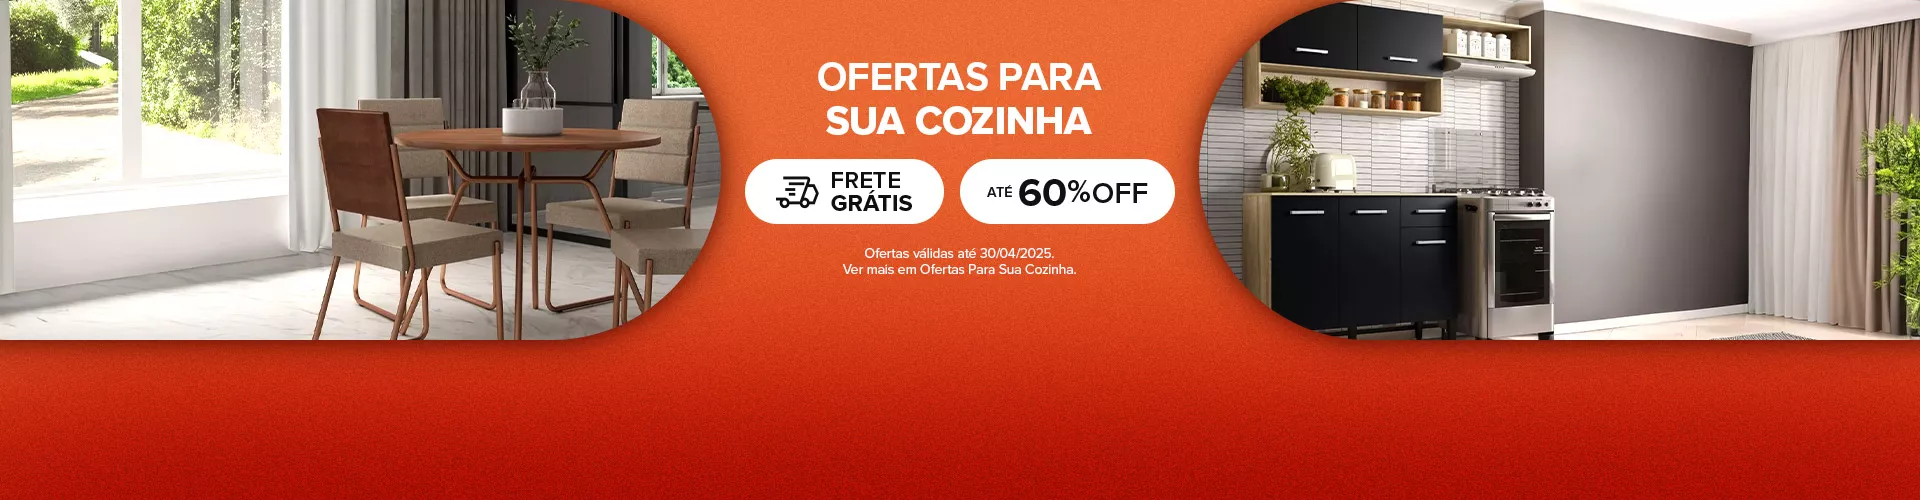 OFERTAS PARA
SUA COZINHA
FRETE
GRÁTIS
ATÉ 60%OFF
Ofertas válidas até 30/04/2025.
Ver mais em Ofertas Para Sua Cozinha.